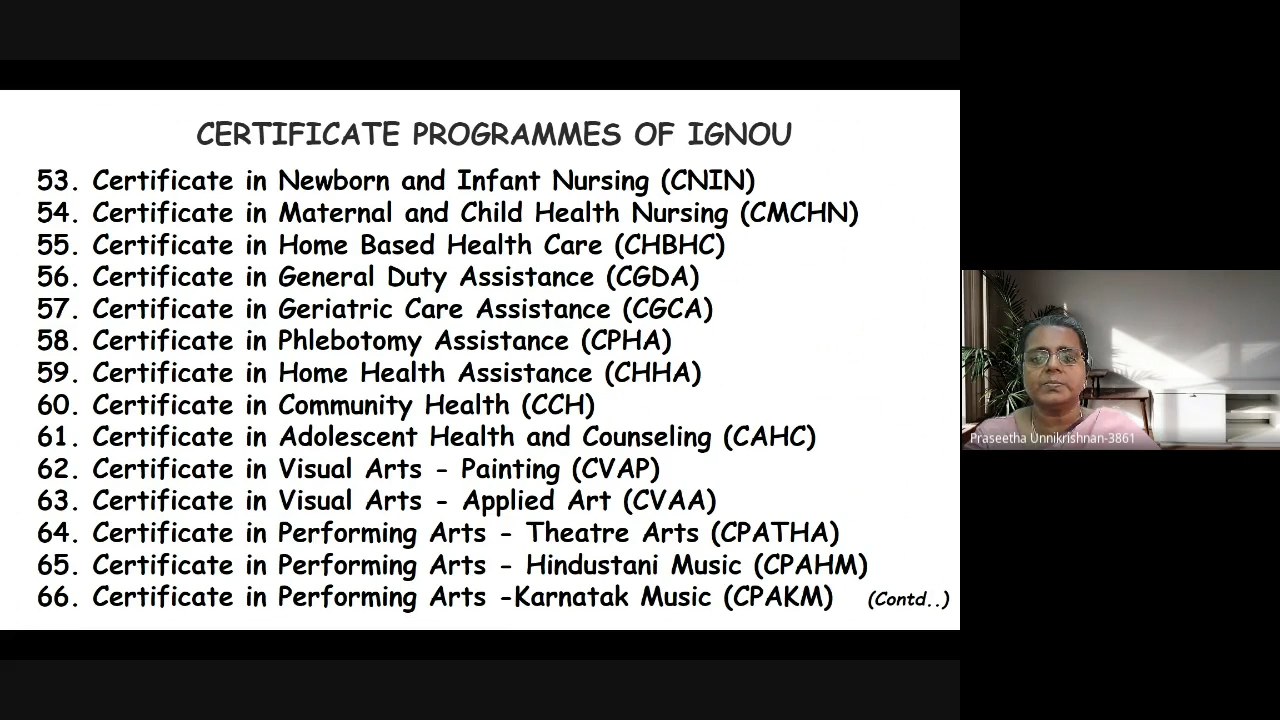 CERTIFICATE PROGRAMMES OF IGNOU
53. Certificate in Newborn and Infant Nursing (CNIN)
54. Certificate in Maternal and Child Health Nursing (CMCHN)
55. Certificate in Home Based Health Care (CHBHC)
56. Certificate in General Duty Assistance (CGDA)
57. Certificate in Geriatric Care Assistance (CGCA)
58. Certificate in Phlebotomy Assistance (CPHA)
59. Certificate in Home Health Assistance (CHHA)
60. Certificate in Community Health (CCH)
61. Certificate in Adolescent Health and Counseling (CAHC)
62. Certificate in Visual Arts - Painting (CVAP)
63. Certificate in Visual Arts - Applied Art (CVAA)
64. Certificate in Performing Arts - Theatre Arts (CPATHA)
65. Certificate in Performing Arts - Hindustani Music (CPAHM)
66. Certificate in Performing Arts -Karnatak Music (CPAKM) (Contd..)
Praseetha Unnikrishnan-3861